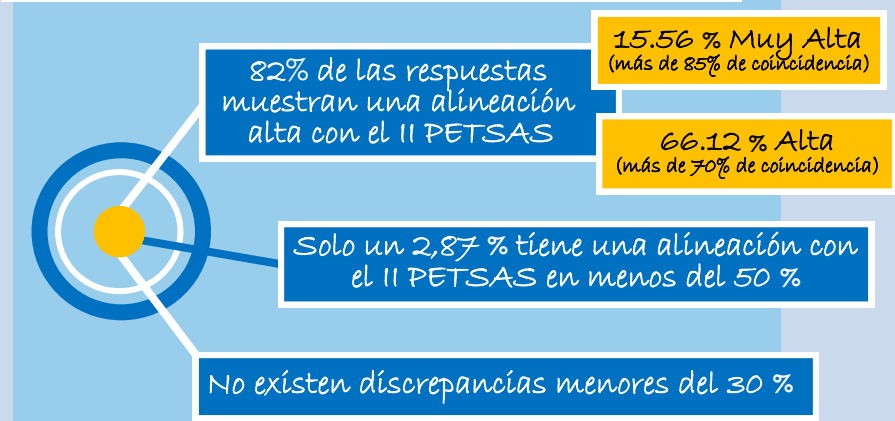 82% de las respuestas
muestran una alineación
alta con el II PETSAS
15.56 % Muy Alta
(más de 85% de coincidencia)
66.12 % Alta
(más de 70% de coincidencia)
Solo un 2,87 % tiene una alineación con
el II PETSAS en menos del 50 %
No existen discrepancias menores del 30 %